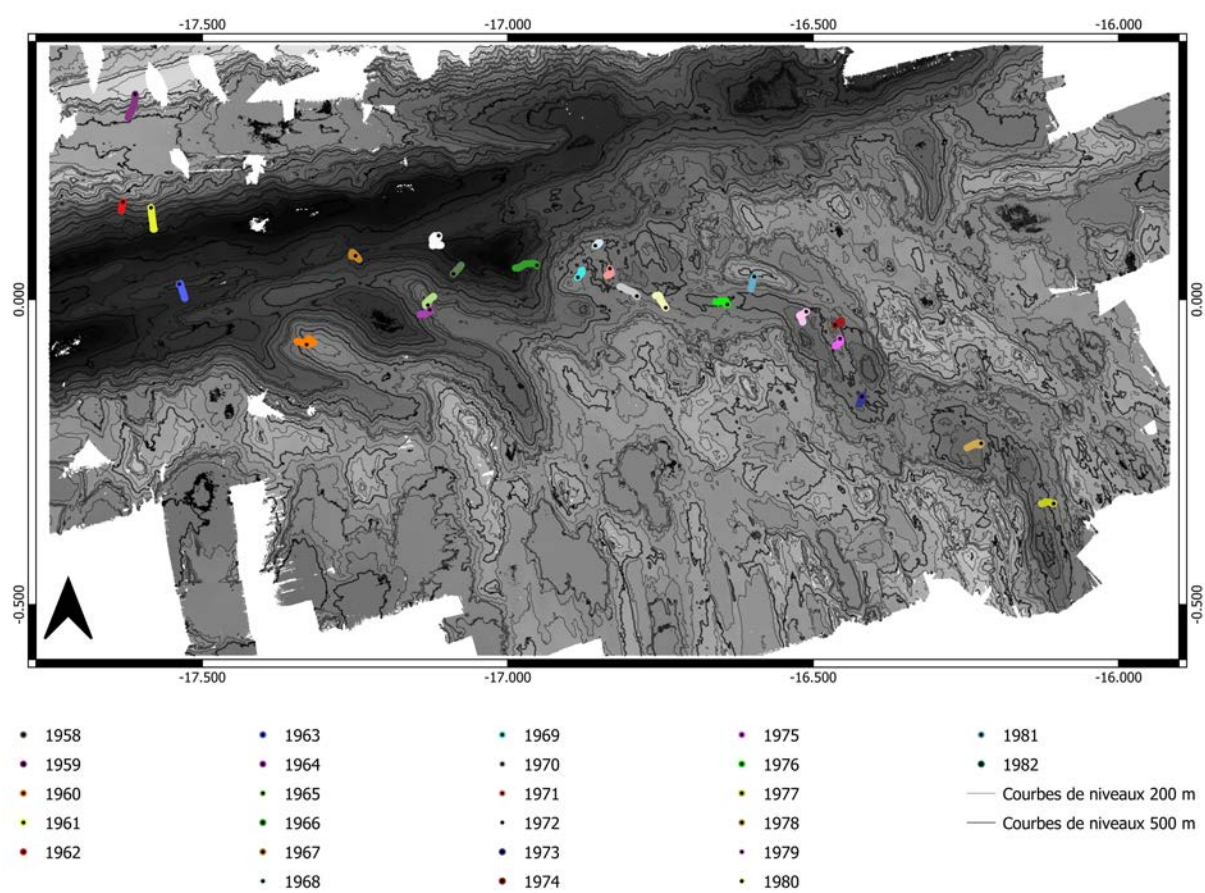 -17.500 -17.000 -16.500 -16.000
0.000 0.000
-0.500 -0.500
-17.500 -17.000 -16.500 -16.000
1958 1963 1969 1975 1981
1959 1964 1970 1976 1982
1960 1965 1971 1977 Courbes de niveaux 200 m
1961 1966 1972 1978 Courbes de niveaux 500 m
1962 1967 1973 1979
1968 1974 1980